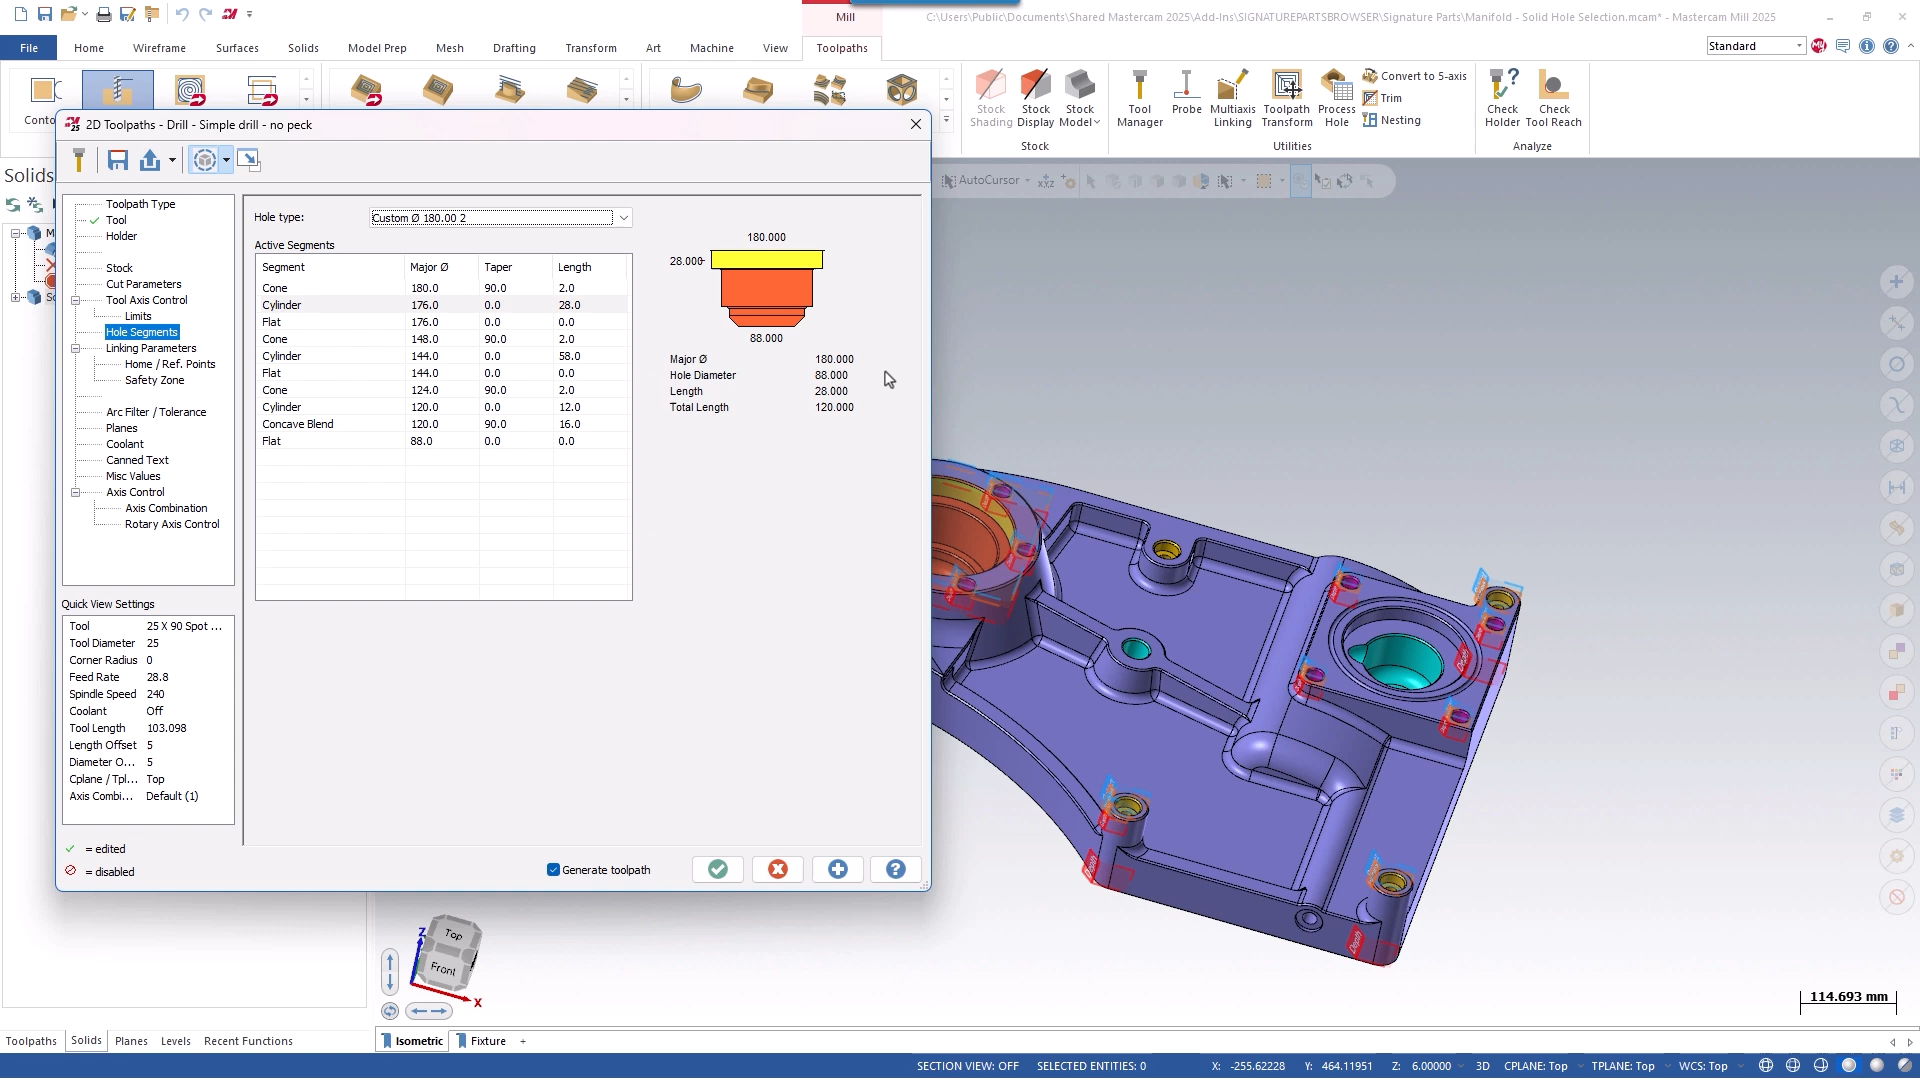 Mill
C:\Users\Public\Documents\Shared Mastercam 2025\Add-Ins\SIGNATUREPARTSBROWSER\Signature Parts\Manifold - Solid Hole Selection.mcam* - Mastercam Mill 2025
File Home Wireframe Surfaces Solids Model Prep Mesh Drafting Transform Art Machine View Toolpaths
Standard
Conto
Stock Shading
Stock Display
Stock Model
Stock
Tool Manager
Probe
Multiaxis Linking
Toolpath Transform
Process Hole
Convert to 5-axis
Trim
Nesting
Utilities
Check Holder
Check Tool Reach
Analyze
2D Toolpaths - Drill - Simple drill - no peck
Solids
AutoCursor
Toolpath Type
Tool
Holder
Stock
Cut Parameters
Tool Axis Control
Limits
Hole Segments
Linking Parameters
Home / Ref. Points
Safety Zone
Arc Filter / Tolerance
Planes
Coolant
Canned Text
Misc Values
Axis Control
Axis Combination
Rotary Axis Control
Hole type: Custom Ø 180.00 2
Active Segments
Segment Major Ø Taper Length
Cone 180.0 90.0 2.0
Cylinder 176.0 0.0 28.0
Flat 176.0 0.0 0.0
Cone 148.0 90.0 2.0
Cylinder 144.0 0.0 58.0
Flat 144.0 0.0 0.0
Cone 124.0 90.0 2.0
Cylinder 120.0 0.0 12.0
Concave Blend 120.0 90.0 16.0
Flat 88.0 0.0 0.0
180.000
28.000
88.000
Major Ø 180.000
Hole Diameter 88.000
Length 28.000
Total Length 120.000
Quick View Settings
Tool 25 X 90 Spot ...
Tool Diameter 25
Corner Radius 0
Feed Rate 28.8
Spindle Speed 240
Coolant Off
Tool Length 103.098
Length Offset 5
Diameter O... 5
Cplane / Tpl... Top
Axis Combi... Default (1)
= edited
= disabled
Generate toolpath
Depth
Depth
Depth
Top
Front
Z
X
114.693 mm
Toolpaths Solids Planes Levels Recent Functions
Isometric Fixture +
SECTION VIEW: OFF SELECTED ENTITIES: 0 X: -255.62228 Y: 464.11951 Z: 6.00000 3D CPLANE: Top TPLANE: Top WCS: Top